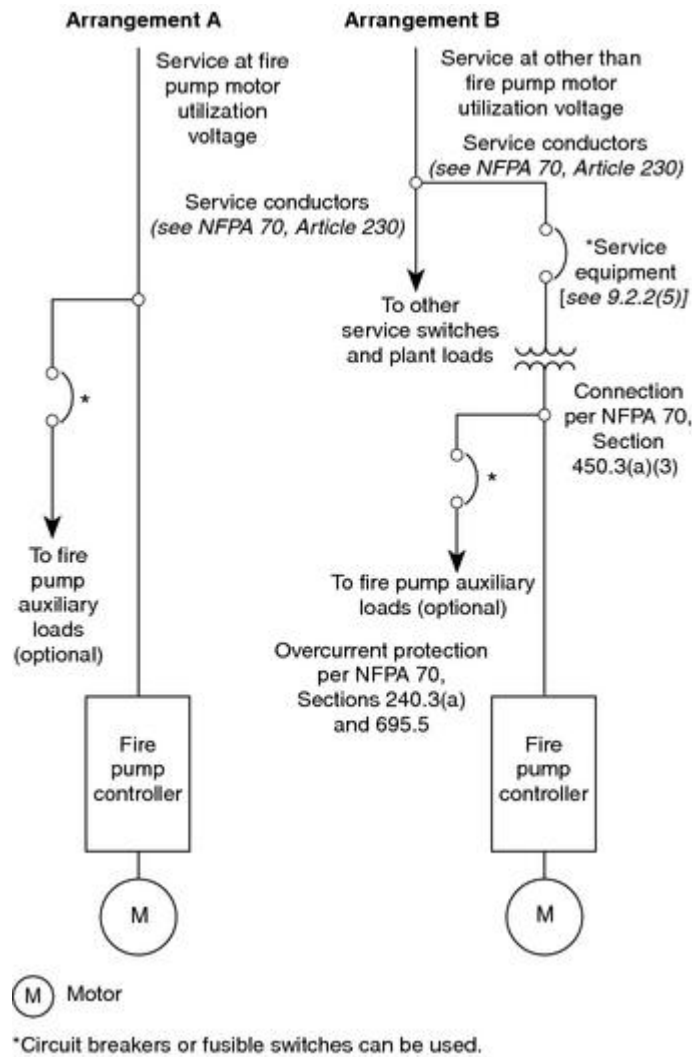 Arrangement A
Service at fire
pump motor
utilization
voltage
Service conductors
(see NFPA 70, Article 230)
*
To fire
pump
auxiliary
loads
(optional)
Fire
pump
controller
M
Arrangement B
Service at other than
fire pump motor
utilization voltage
Service conductors
(see NFPA 70, Article 230)
*Service
equipment
[see 9.2.2(5)]
To other
service switches
and plant loads
Connection
per NFPA 70,
Section
450.3(a)(3)
*
To fire pump auxiliary
loads (optional)
Overcurrent protection
per NFPA 70,
Sections 240.3(a)
and 695.5
Fire
pump
controller
M
M Motor
*Circuit breakers or fusible switches can be used.